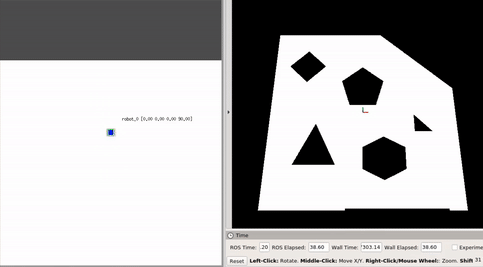 robot_0 [0.00 0.00 0.00 90.00]
Time
ROS Time: .20 ROS Elapsed: 38.60 Wall Time: '303.14 Wall Elapsed: 38.60 Experime
Reset Left-Click: Rotate. Middle-Click: Move X/Y. Right-Click/Mouse Wheel: Zoom. Shift 31